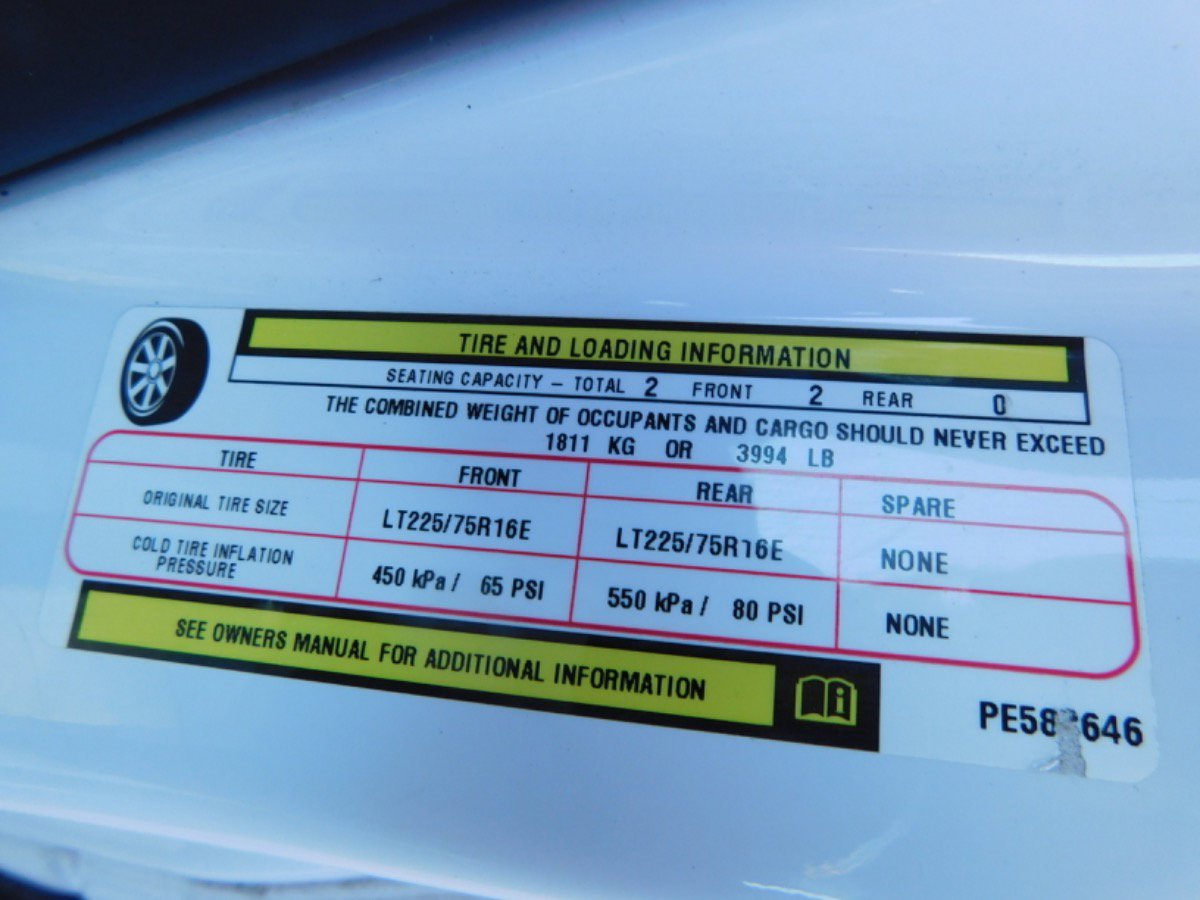 TIRE AND LOADING INFORMATION
SEATING CAPACITY – TOTAL 2 FRONT 2 REAR 0
THE COMBINED WEIGHT OF OCCUPANTS AND CARGO SHOULD NEVER EXCEED
1811 KG OR 3994 LB
TIRE FRONT REAR SPARE
ORIGINAL TIRE SIZE LT225/75R16E LT225/75R16E NONE
COLD TIRE INFLATION
PRESSURE 450 kPa / 65 PSI 550 kPa / 80 PSI NONE
SEE OWNERS MANUAL FOR ADDITIONAL INFORMATION